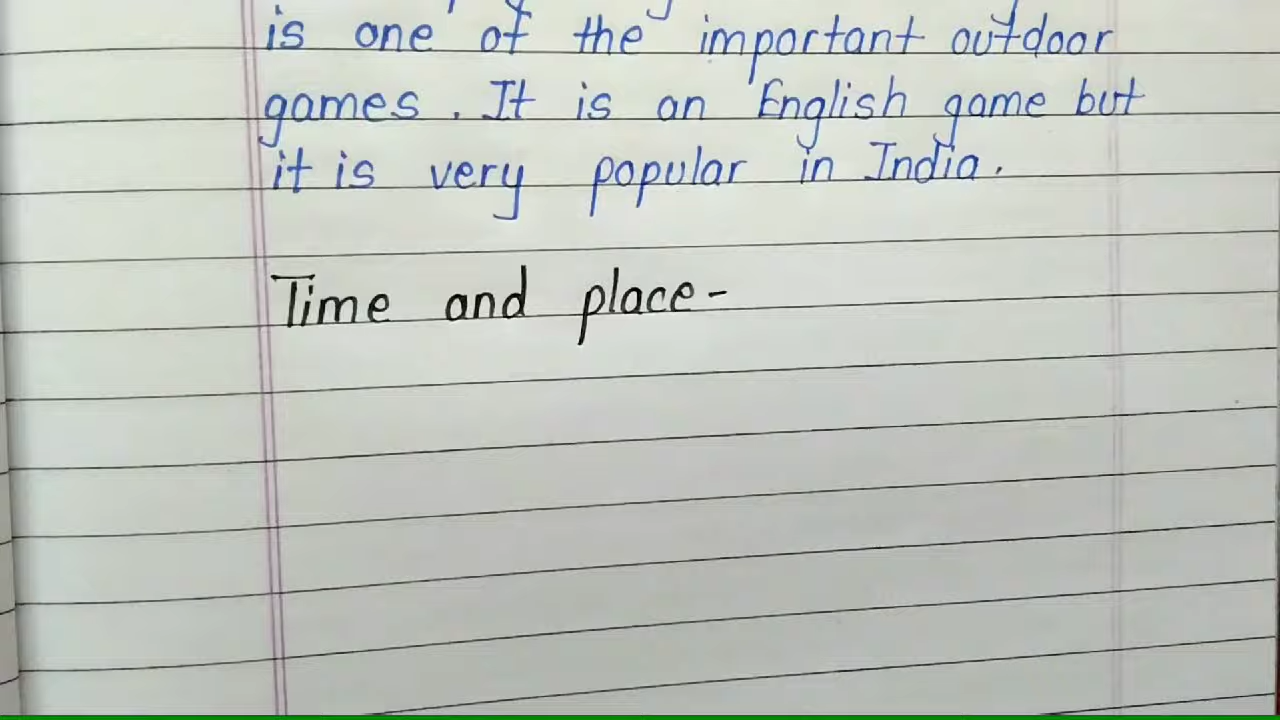 is one of the important outdoor
games. It is an English game but
it is very popular in India.
Time and place-